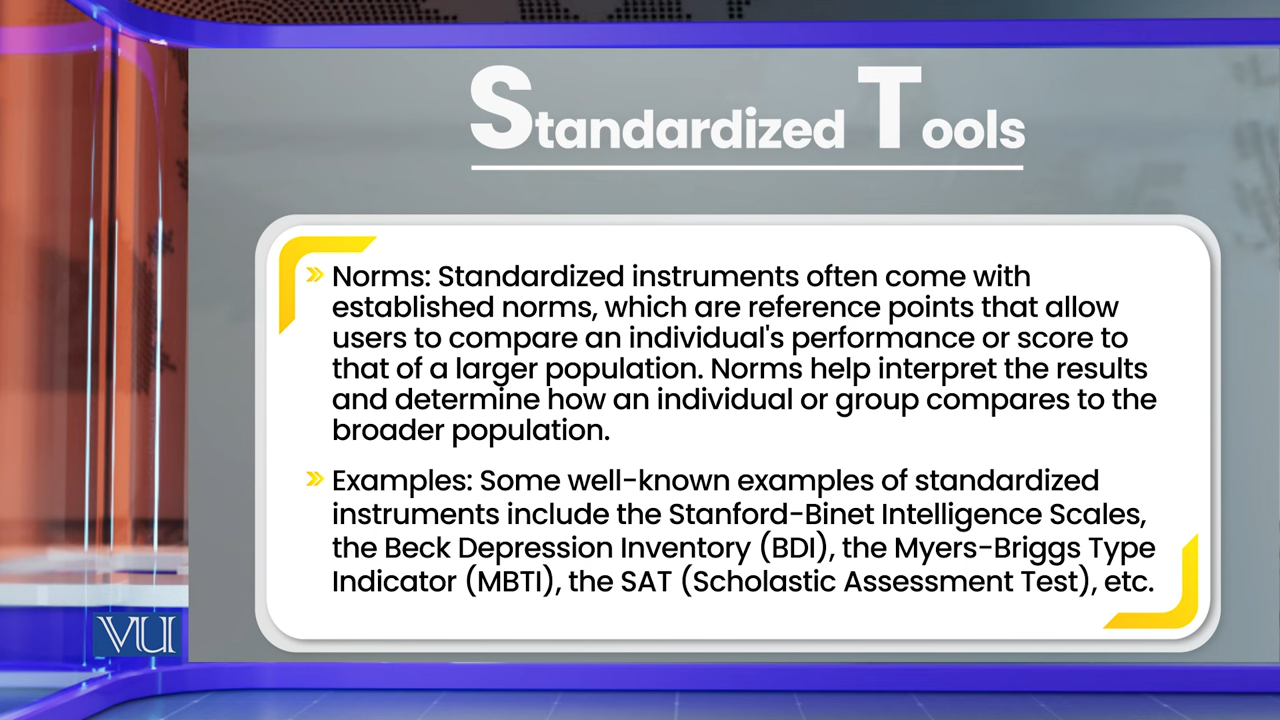 Standardized Tools
Norms: Standardized instruments often come with
established norms, which are reference points that allow
users to compare an individual's performance or score to
that of a larger population. Norms help interpret the results
and determine how an individual or group compares to the
broader population.
Examples: Some well-known examples of standardized
instruments include the Stanford-Binet Intelligence Scales,
the Beck Depression Inventory (BDI), the Myers-Briggs Type
Indicator (MBTI), the SAT (Scholastic Assessment Test), etc.
VU